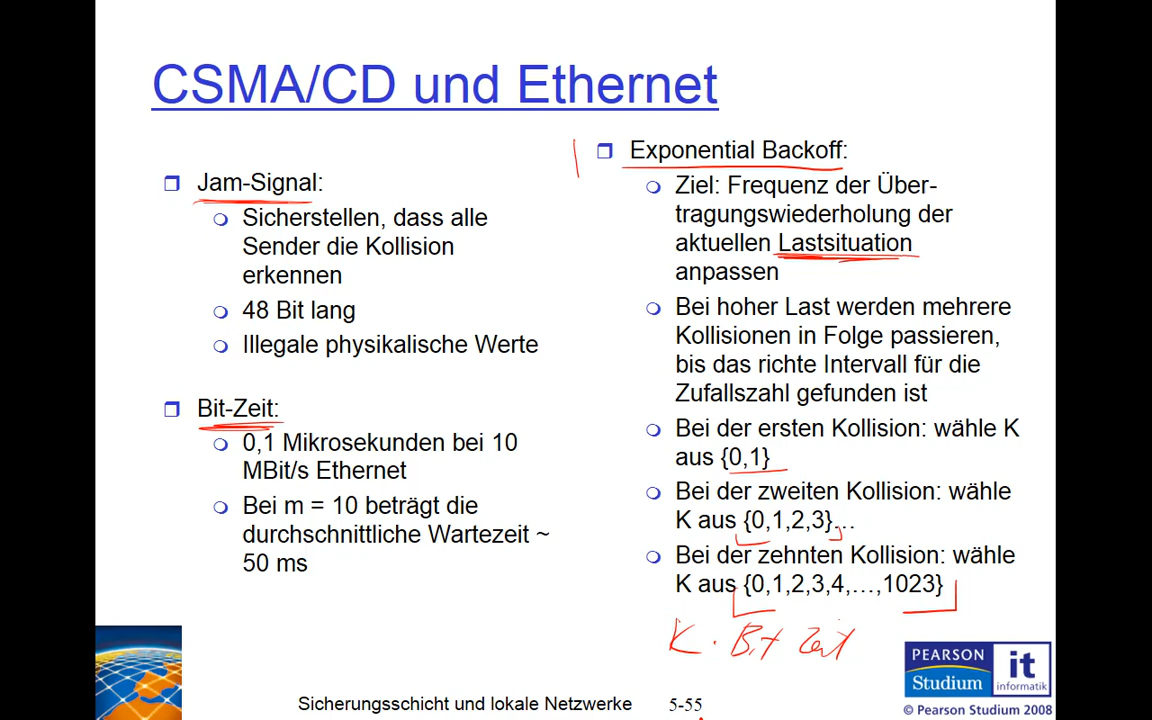 CSMA/CD und Ethernet
Jam-Signal:
Sicherstellen, dass alle
Sender die Kollision
erkennen
48 Bit lang
Illegale physikalische Werte
Bit-Zeit:
0,1 Mikrosekunden bei 10
MBit/s Ethernet
Bei m = 10 beträgt die
durchschnittliche Wartezeit ~
50 ms
Exponential Backoff:
Ziel: Frequenz der Über-
tragungswiederholung der
aktuellen Lastsituation
anpassen
Bei hoher Last werden mehrere
Kollisionen in Folge passieren,
bis das richte Intervall für die
Zufallszahl gefunden ist
Bei der ersten Kollision: wähle K
aus {0,1}
Bei der zweiten Kollision: wähle
K aus {0,1,2,3}…
Bei der zehnten Kollision: wähle
K aus {0,1,2,3,4,…,1023}
K · Bit Zeit
Sicherungsschicht und lokale Netzwerke
5-55
PEARSON
Studium
it
informatik
© Pearson Studium 2008